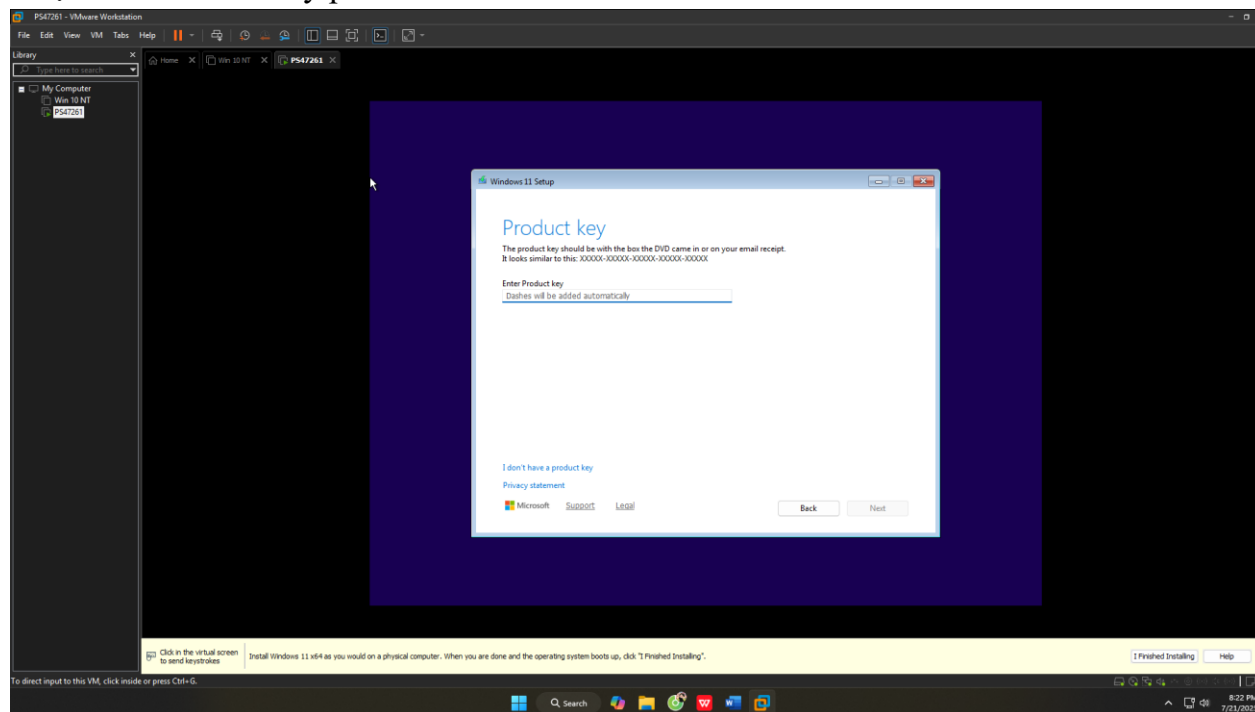 PS47261 - VMware Workstation
File Edit View VM Tabs Help
Library
Type here to search
My Computer
Win 10 NT
PS47261
Home
Win 10 NT
PS47261
Windows 11 Setup
Product key
The product key should be with the box the DVD came in or on your email receipt.
It looks similar to this: XXXXX-XXXXX-XXXXX-XXXXX-XXXXX
Enter Product key
Dashes will be added automatically
I don't have a product key
Privacy statement
Microsoft Support Legal
Back Next
Click in the virtual screen
to send keystrokes
Install Windows 11 x64 as you would on a physical computer. When you are done and the operating system boots up, click "I Finished Installing".
I Finished Installing Help
To direct input to this VM, click inside or press Ctrl+G.
Search
8:22 PM